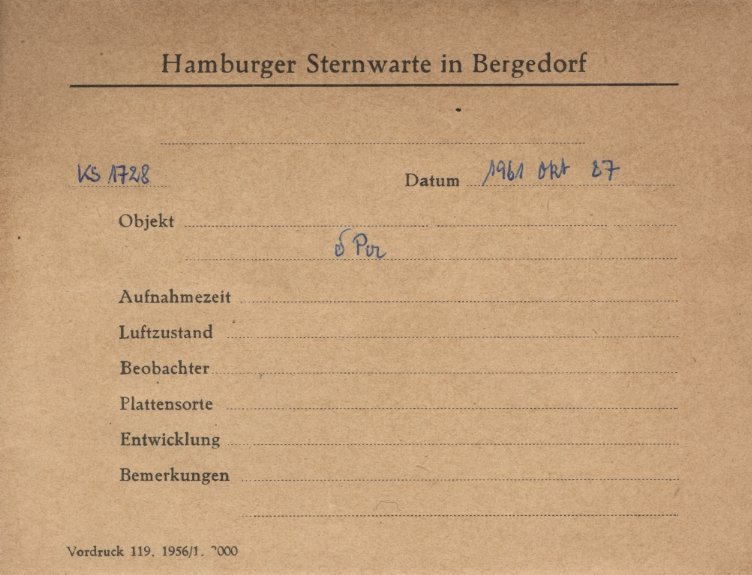 Hamburger Sternwarte in Bergedorf
KS 1728
Datum 1961 Okt 27
Objekt
δ Per
Aufnahmezeit
Luftzustand
Beobachter
Plattensorte
Entwicklung
Bemerkungen
Vordruck 119. 1956/1. 2000